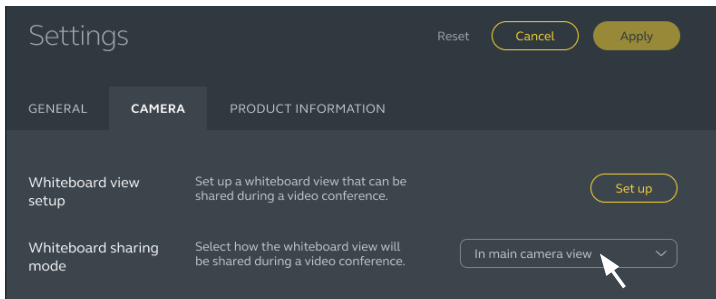 Settings
Reset
Cancel
Apply
GENERAL
CAMERA
PRODUCT INFORMATION
Whiteboard view
setup
Set up a whiteboard view that can be
shared during a video conference.
Set up
Whiteboard sharing
mode
Select how the whiteboard view will
be shared during a video conference.
In main camera view